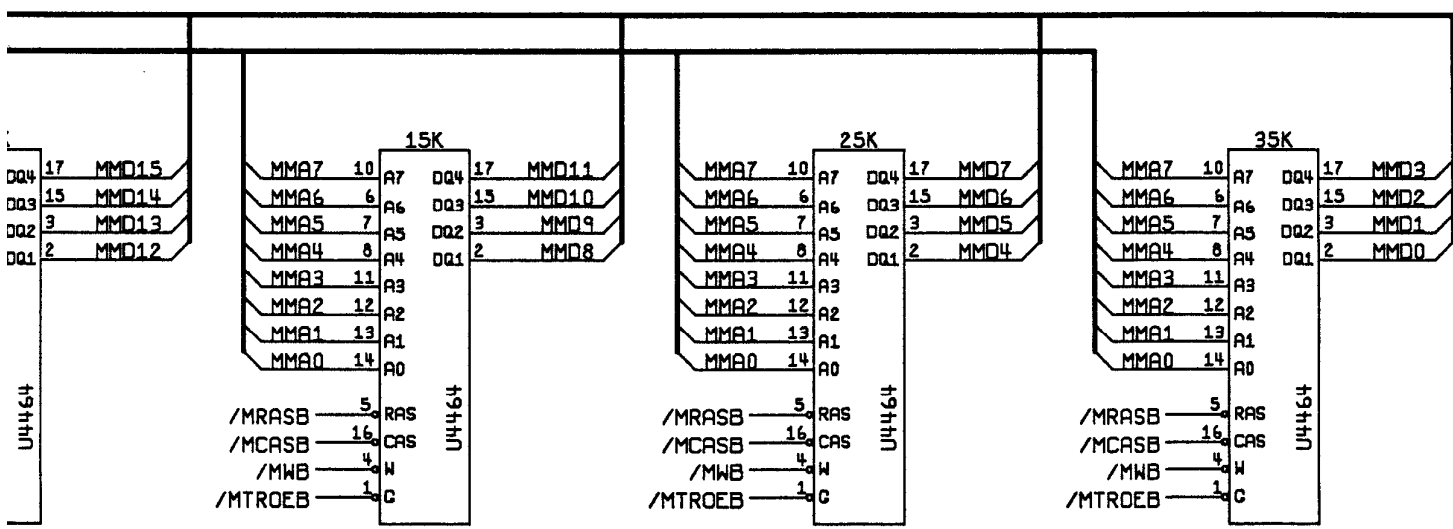 15K 25K 35K
DQ4 17 MMD15 MMA7 10 A7 DQ4 17 MMD11 MMA7 10 A7 DQ4 17 MMD7 MMA7 10 A7 DQ4 17 MMD3
DQ3 15 MMD14 MMA6 6 A6 DQ3 15 MMD10 MMA6 6 A6 DQ3 15 MMD6 MMA6 6 A6 DQ3 15 MMD2
DQ2 3 MMD13 MMA5 7 A5 DQ2 3 MMD9 MMA5 7 A5 DQ2 3 MMD5 MMA5 7 A5 DQ2 3 MMD1
DQ1 2 MMD12 MMA4 8 A4 DQ1 2 MMD8 MMA4 8 A4 DQ1 2 MMD4 MMA4 8 A4 DQ1 2 MMD0
MMA3 11 A3 MMA3 11 A3 MMA3 11 A3
MMA2 12 A2 MMA2 12 A2 MMA2 12 A2
MMA1 13 A1 MMA1 13 A1 MMA1 13 A1
MMA0 14 A0 MMA0 14 A0 MMA0 14 A0
U4464 U4464 U4464 U4464
/MRASB 5 RAS /MRASB 5 RAS /MRASB 5 RAS
/MCASB 16 CAS /MCASB 16 CAS /MCASB 16 CAS
/MWB 4 W /MWB 4 W /MWB 4 W
/MTROEB 1 G /MTROEB 1 G /MTROEB 1 G